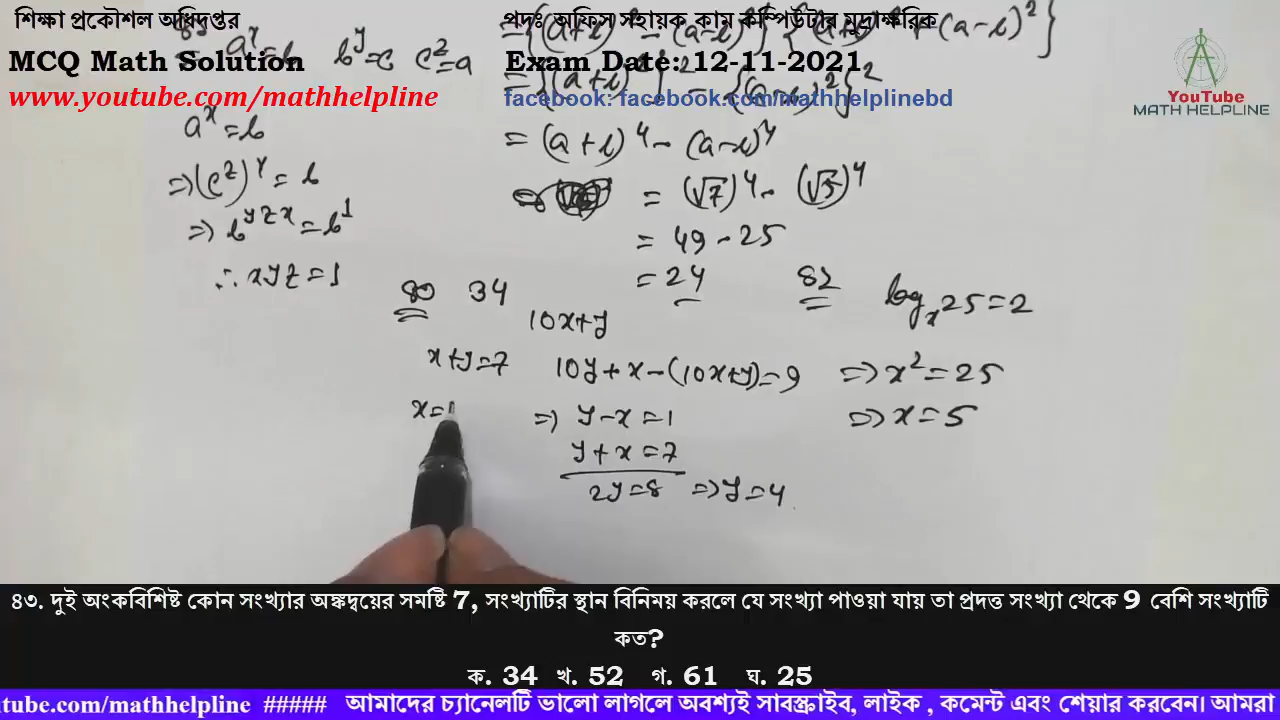 শিক্ষা প্রকৌশল অধিদপ্তর
পদঃ অফিস সহায়ক কাম কম্পিউটার মুদ্রাক্ষরিক
MCQ Math Solution
Exam Date: 12-11-2021
www.youtube.com/mathhelpline
facebook: facebook.com/mathhelplinebd
YouTube
MATH HELPLINE
a^x = b b^y = c c^z = a
a^x = b
⇒ (c^z)^x = b
⇒ b^yzx = b^1
∴ xyz = 1
= (a+b)^4 - (a-b)^4
= (√7)^4 - (√5)^4
= 49 - 25
= 24
34
10x+y
x+y=7
10y+x-(10x+y)=9
⇒ y-x=1
y+x=7
2y=8 ⇒ y=4
log_x 25=2
⇒ x^2=25
⇒ x=5
৪৩. দুই অংকবিশিষ্ট কোন সংখ্যার অঙ্কদ্বয়ের সমষ্টি 7, সংখ্যাটির স্থান বিনিময় করলে যে সংখ্যা পাওয়া যায় তা প্রদত্ত সংখ্যা থেকে 9 বেশি সংখ্যাটি
কত?
ক. 34 খ. 52 গ. 61 ঘ. 25
tube.com/mathhelpline ##### আমাদের চ্যানেলটি ভালো লাগলে অবশ্যই সাবস্ক্রাইব, লাইক , কমেন্ট এবং শেয়ার করবেন। আমরা